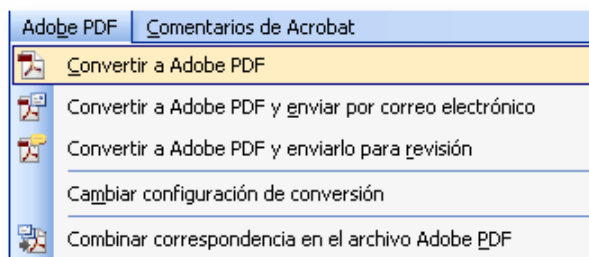 Adobe PDF Comentarios de Acrobat
Convertir a Adobe PDF
Convertir a Adobe PDF y enviar por correo electrónico
Convertir a Adobe PDF y enviarlo para revisión
Cambiar configuración de conversión
Combinar correspondencia en el archivo Adobe PDF